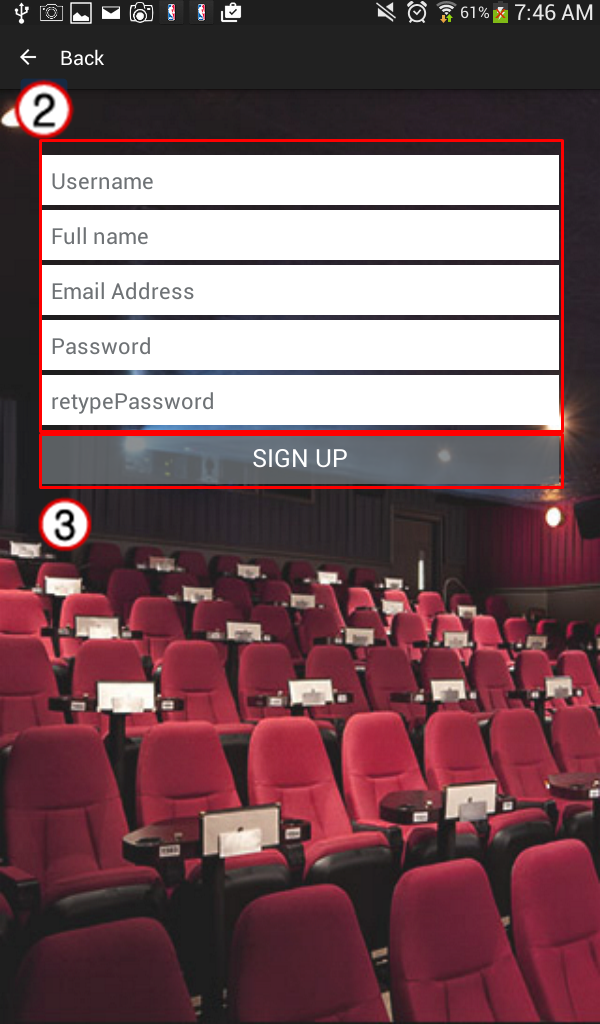 61% 7:46 AM
Back
2
Username
Full name
Email Address
Password
retypePassword
SIGN UP
3